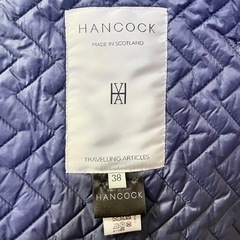 HANCOCK
MADE IN SCOTLAND
TRAVELLING ARTICLES
38
HANCOCK